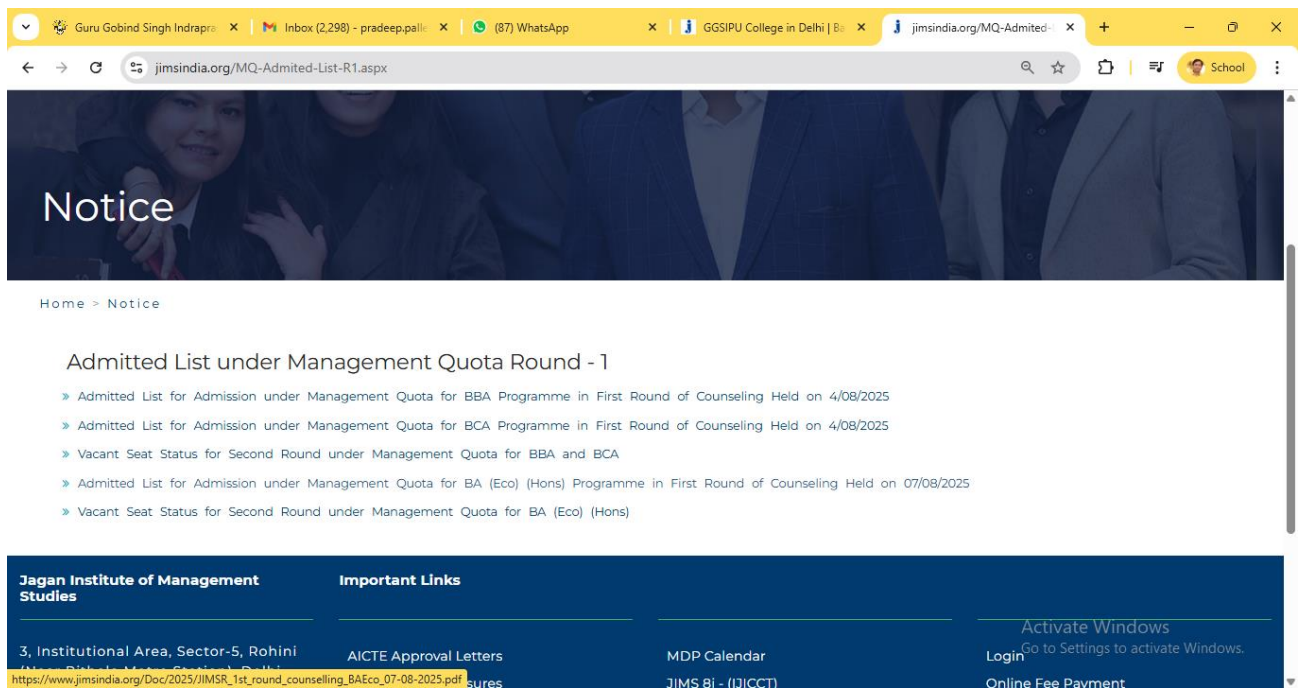 Guru Gobind Singh Indrapra
Inbox (2,298) - pradeep.palle
(87) WhatsApp
GGSIPU College in Delhi | Ba
jimsindia.org/MQ-Admited-
jimsindia.org/MQ-Admited-List-R1.aspx
School
Notice
Home > Notice
Admitted List under Management Quota Round - 1
» Admitted List for Admission under Management Quota for BBA Programme in First Round of Counseling Held on 4/08/2025
» Admitted List for Admission under Management Quota for BCA Programme in First Round of Counseling Held on 4/08/2025
» Vacant Seat Status for Second Round under Management Quota for BBA and BCA
» Admitted List for Admission under Management Quota for BA (Eco) (Hons) Programme in First Round of Counseling Held on 07/08/2025
» Vacant Seat Status for Second Round under Management Quota for BA (Eco) (Hons)
Jagan Institute of Management
Studies
Important Links
3, Institutional Area, Sector-5, Rohini
AICTE Approval Letters
MDP Calendar
Login
Activate Windows
Go to Settings to activate Windows.
https://www.jimsindia.org/Doc/2025/JIMSR_1st_round_counselling_BAEco_07-08-2025.pdf
sures
JIMS 8i - (IJICCT)
Online Fee Payment